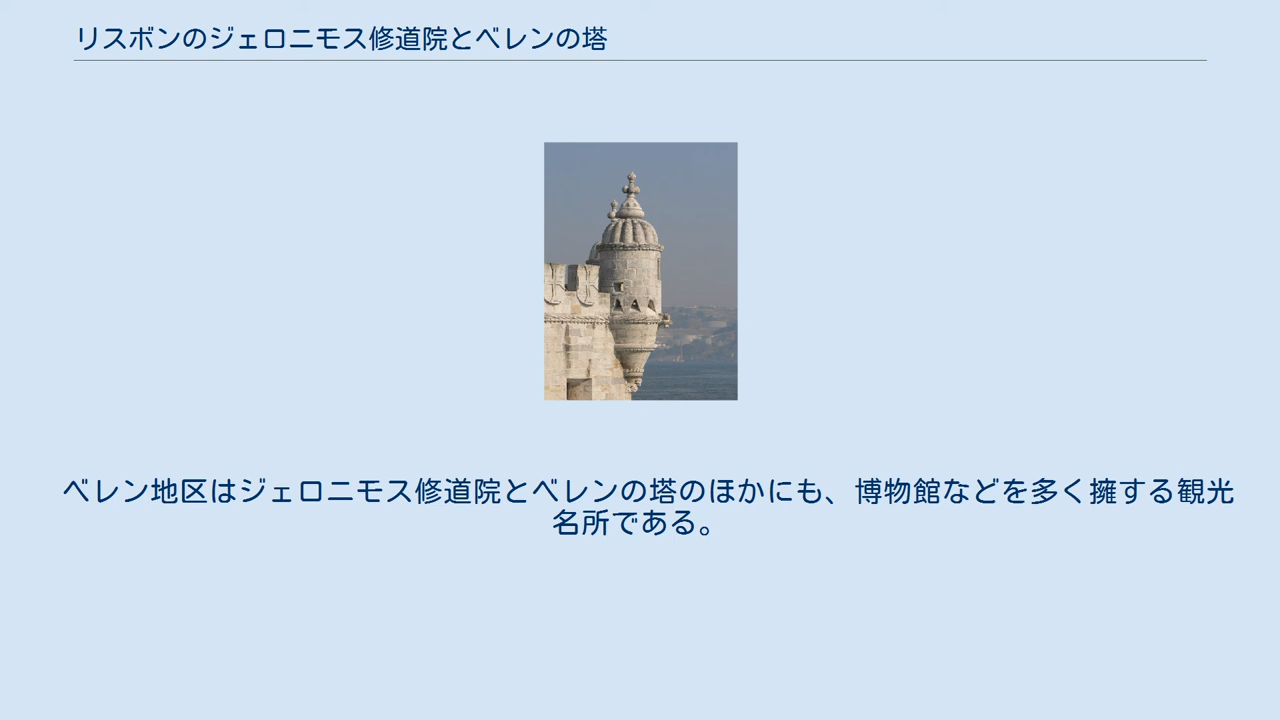 リスボンのジェロニモス修道院とベレンの塔
ベレン地区はジェロニモス修道院とベレンの塔のほかにも、博物館などを多く擁する観光
名所である。